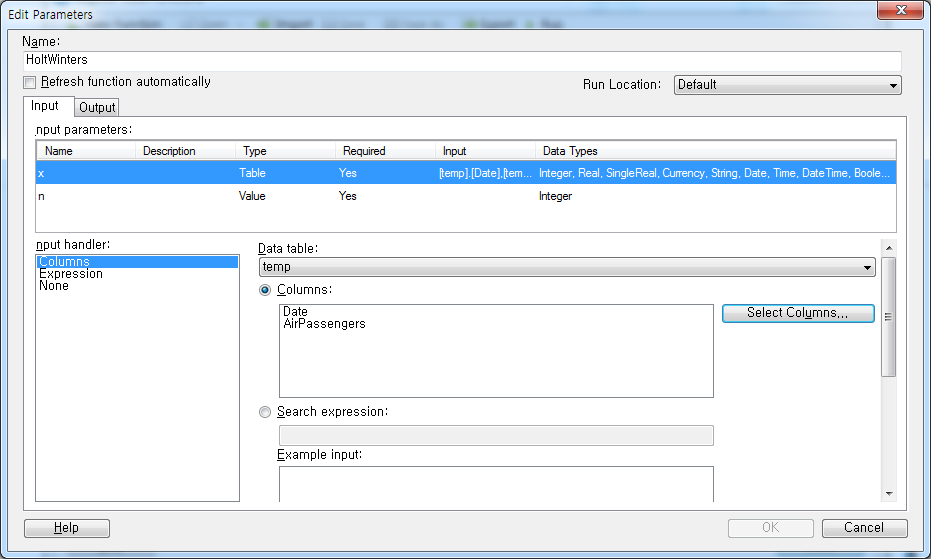 Edit Parameters
Name:
HoltWinters
Refresh function automatically
Run Location: Default
Input Output
nput parameters:
Name Description Type Required Input Data Types
x Table Yes [temp].[Date],[tem... Integer, Real, SingleReal, Currency, String, Date, Time, DateTime, Boole...
n Value Yes Integer
nput handler:
Columns
Expression
None
Data table:
temp
Columns:
Date
AirPassengers
Select Columns...
Search expression:
Example input:
Help OK Cancel